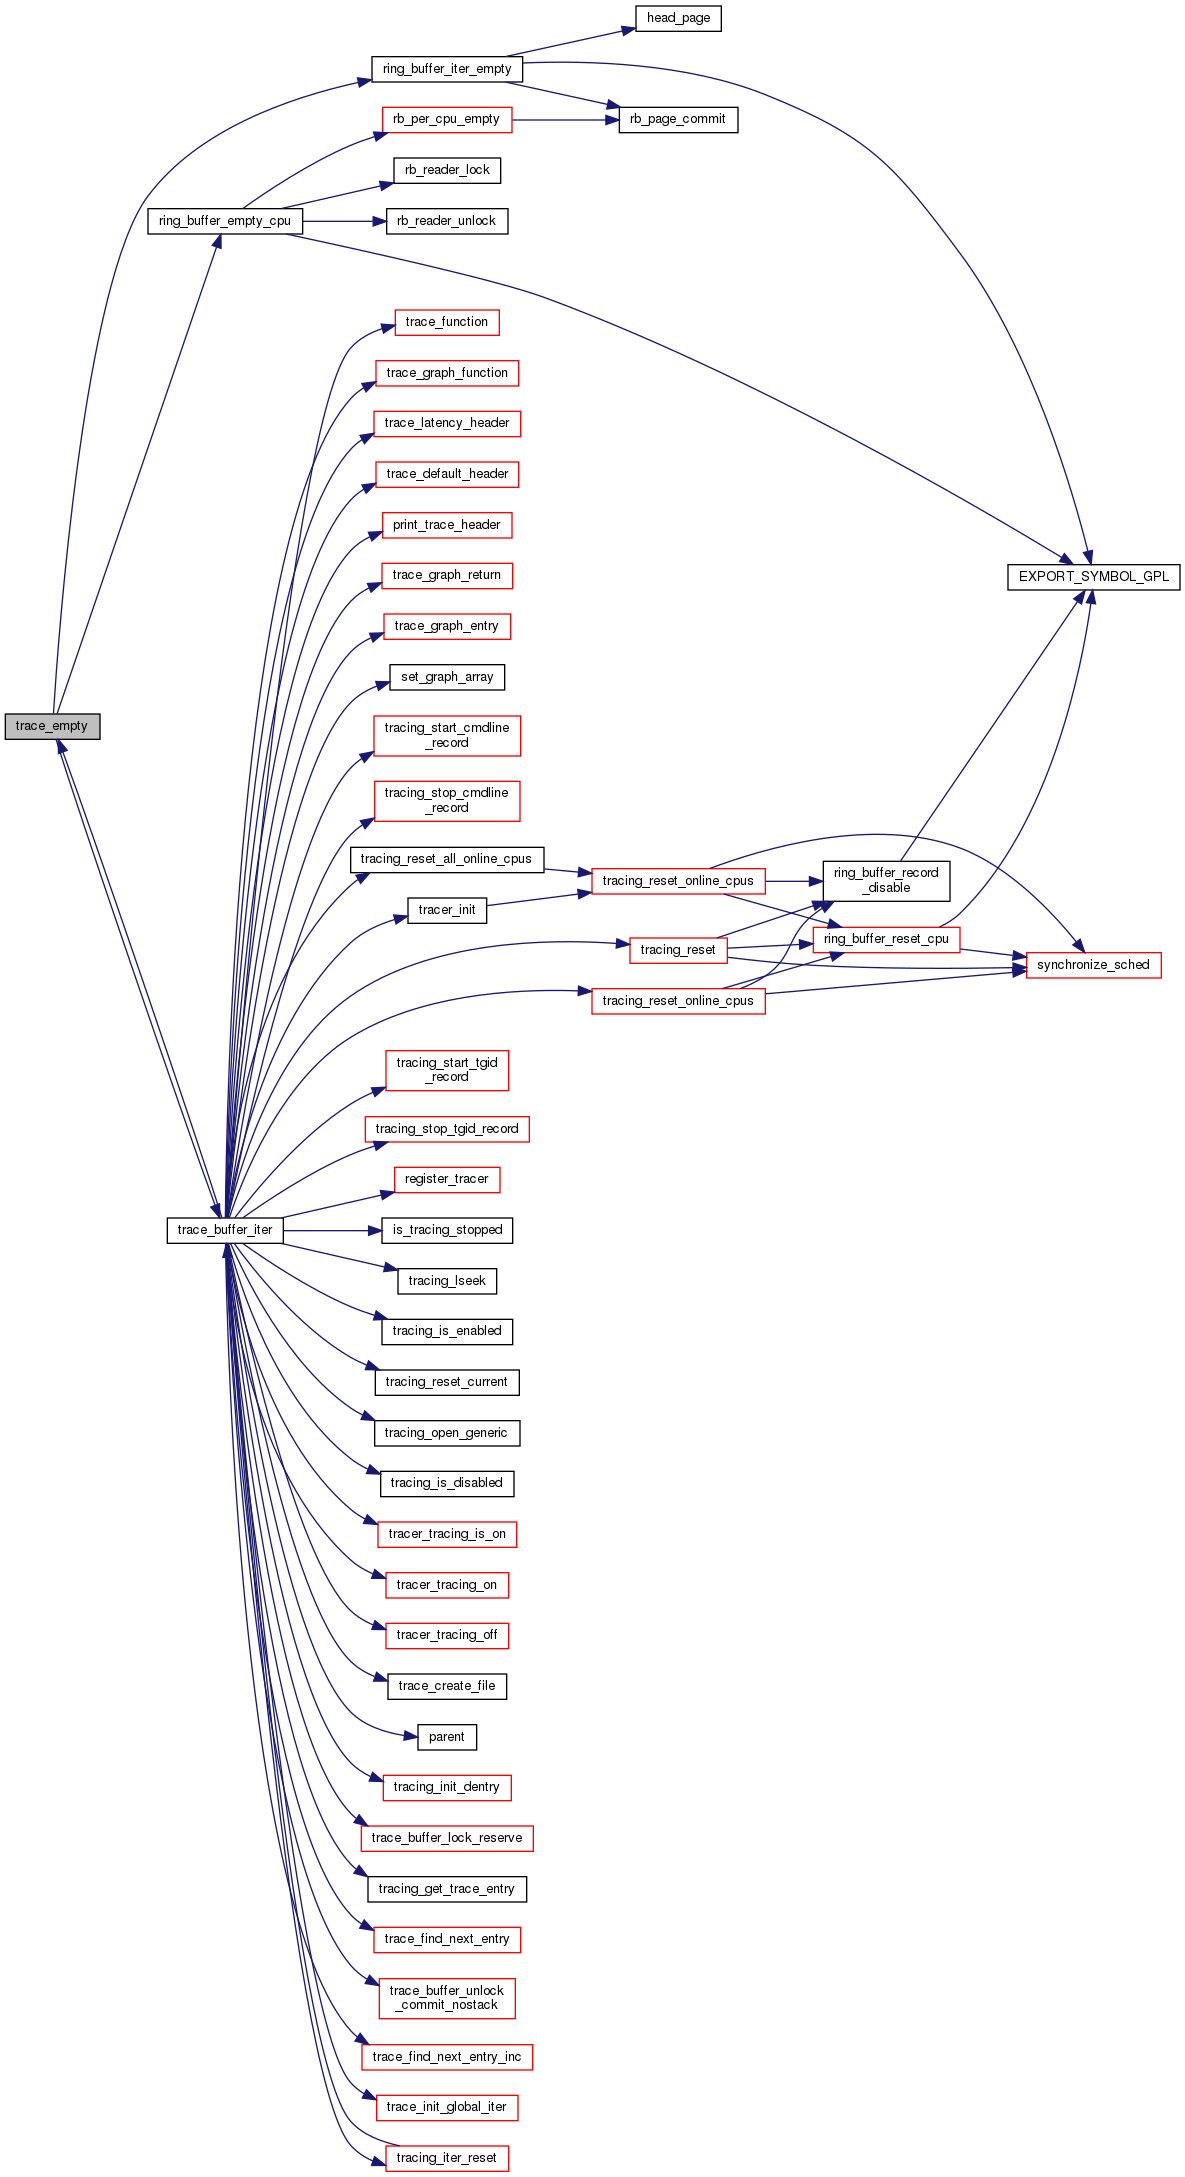 head_page
ring_buffer_iter_empty
rb_per_cpu_empty
rb_page_commit
rb_reader_lock
ring_buffer_empty_cpu
rb_reader_unlock
trace_function
trace_graph_function
trace_latency_header
trace_default_header
print_trace_header
trace_graph_return
EXPORT_SYMBOL_GPL
trace_graph_entry
set_graph_array
trace_empty
tracing_start_cmdline
_record
tracing_stop_cmdline
_record
tracing_reset_all_online_cpus
tracing_reset_online_cpus
ring_buffer_record
_disable
tracer_init
ring_buffer_reset_cpu
tracing_reset
synchronize_sched
tracing_reset_online_cpus
tracing_start_tgid
_record
tracing_stop_tgid_record
register_tracer
trace_buffer_iter
is_tracing_stopped
tracing_lseek
tracing_is_enabled
tracing_reset_current
tracing_open_generic
tracing_is_disabled
tracer_tracing_is_on
tracer_tracing_on
tracer_tracing_off
trace_create_file
parent
tracing_init_dentry
trace_buffer_lock_reserve
tracing_get_trace_entry
trace_find_next_entry
trace_buffer_unlock
_commit_nostack
trace_find_next_entry_inc
trace_init_global_iter
tracing_iter_reset